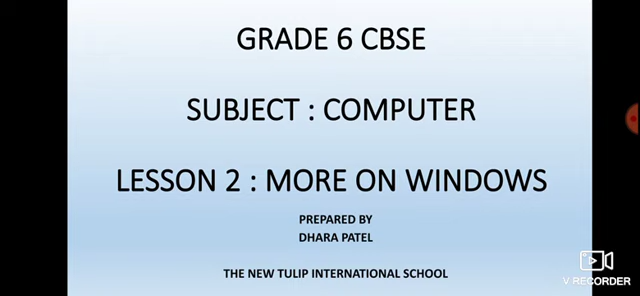 GRADE 6 CBSE
SUBJECT : COMPUTER
LESSON 2 : MORE ON WINDOWS
PREPARED BY
DHARA PATEL
THE NEW TULIP INTERNATIONAL SCHOOL
V RECORDER